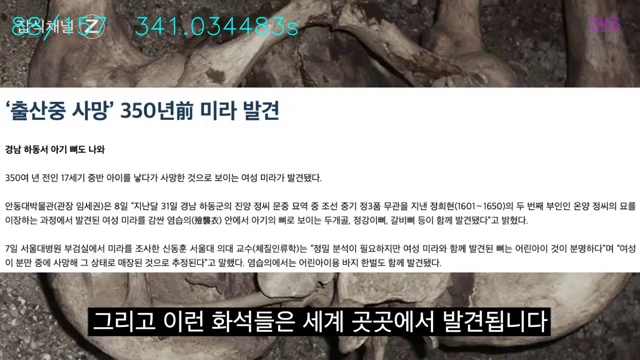 88/157 341.034483s
잡식채널 Z
‘출산중 사망’ 350년前 미라 발견
경남 하동서 아기 뼈도 나와
350여 년 전인 17세기 중반 아이를 낳다가 사망한 것으로 보이는 여성 미라가 발견됐다.
안동대박물관(관장 임세권)은 8일 “지난달 31일 경남 하동군의 진양 정씨 문중 묘역 중 조선 중기 정3품 무관을 지낸 정희현(1601~1650)의 두 번째 부인인 온양 정씨의 묘를
이장하는 과정에서 발견된 여성 미라를 감싼 염습의(殮襲衣) 안에서 아기의 뼈로 보이는 두개골, 정강이뼈, 갈비뼈 등이 함께 발견됐다”고 밝혔다.
7일 서울대병원 부검실에서 미라를 조사한 신동훈 서울대 의대 교수(체질인류학)는 “정밀 분석이 필요하지만 여성 미라와 함께 발견된 뼈는 어린아이 것이 분명하다”며 “여성
이 분만 중에 사망해 그 상태로 매장된 것으로 추정된다”고 말했다. 염습의에서는 어린아이용 바지 한벌도 함께 발견됐다.
그리고 이런 화석들은 세계 곳곳에서 발견됩니다